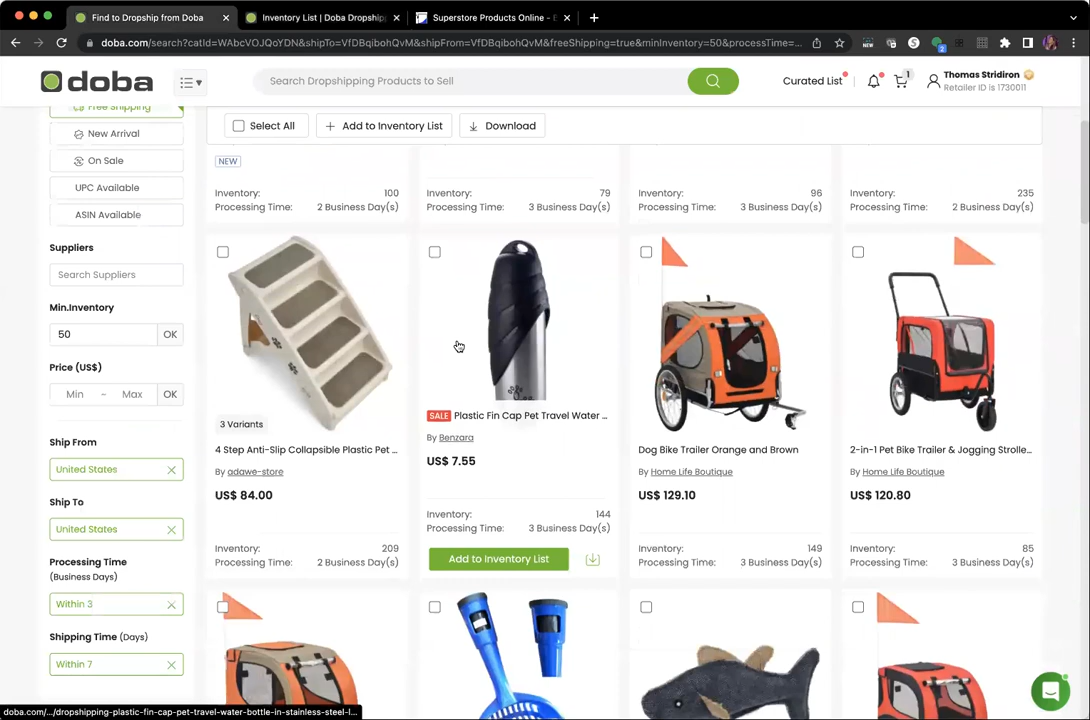 Find to Dropship from Doba
Inventory List | Doba Dropship
Superstore Products Online -
doba.com/search?catId=WAbcVOJQoYDN&shipTo=VfDBqibohQvM&shipFrom=VfDBqibohQvM&freeShipping=true&minInventory=50&processTime=...
doba
Search Dropshipping Products to Sell
Curated List
1
Thomas Stridiron
Retailer ID is 1730011
Free Shipping
New Arrival
On Sale
UPC Available
ASIN Available
Suppliers
Search Suppliers
Min.Inventory
50 OK
Price (US$)
Min - Max OK
Ship From
United States
Ship To
United States
Processing Time
(Business Days)
Within 3
Shipping Time (Days)
Within 7
Select All
+ Add to Inventory List
Download
NEW
Inventory: 100
Processing Time: 2 Business Day(s)
Inventory: 79
Processing Time: 3 Business Day(s)
Inventory: 96
Processing Time: 3 Business Day(s)
Inventory: 235
Processing Time: 2 Business Day(s)
3 Variants
4 Step Anti-Slip Collapsible Plastic Pet ...
By adawe-store
US$ 84.00
Inventory: 209
Processing Time: 2 Business Day(s)
SALE Plastic Fin Cap Pet Travel Water ...
By Benzara
US$ 7.55
Inventory: 144
Processing Time: 3 Business Day(s)
Add to Inventory List
Dog Bike Trailer Orange and Brown
By Home Life Boutique
US$ 129.10
Inventory: 149
Processing Time: 3 Business Day(s)
2-in-1 Pet Bike Trailer & Jogging Strolle...
By Home Life Boutique
US$ 120.80
Inventory: 85
Processing Time: 3 Business Day(s)
doba.com/.../dropshipping-plastic-fin-cap-pet-travel-water-bottle-in-stainless-steel-l...